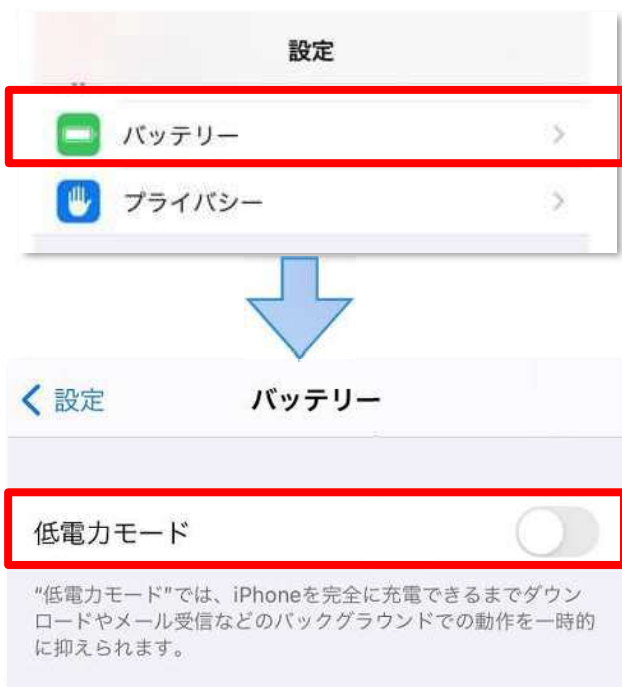 設定
バッテリー
プライバシー
設定
バッテリー
低電力モード
“低電力モード”では、iPhoneを完全に充電できるまでダウン
ロードやメール受信などのバックグラウンドでの動作を一時的
に抑えられます。